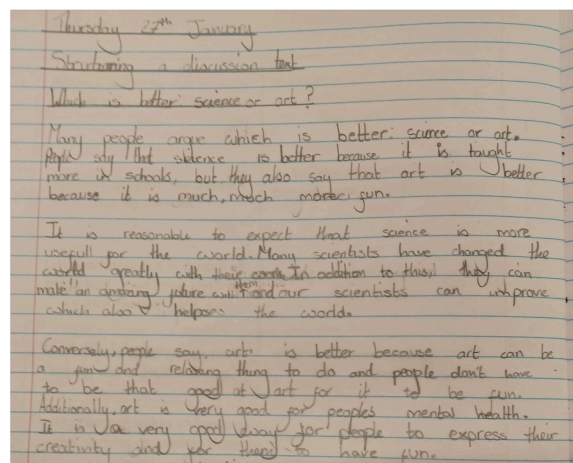 Thursday 27th January
Structuring a discussion text
Which is better: science or art?
Many people argue which is better: science or art.
People say that science is better because it is taught
more in schools, but they also say that art is better
because it is much, much more fun.
It is reasonable to expect that science is more
usefull for the world. Many scientists have changed the
world greatly with their work. In addition to this, they can
make an amazing future with them and our scientists can improve
which also helpes the world.
Conversely, people say, art is better because art can be
a fun and relaxing thing to do and people don't have
to be that good at art for it to be fun.
Additionally, art is very good for people's mental health.
It is a very good way for people to express their
creativity and for them to have fun.